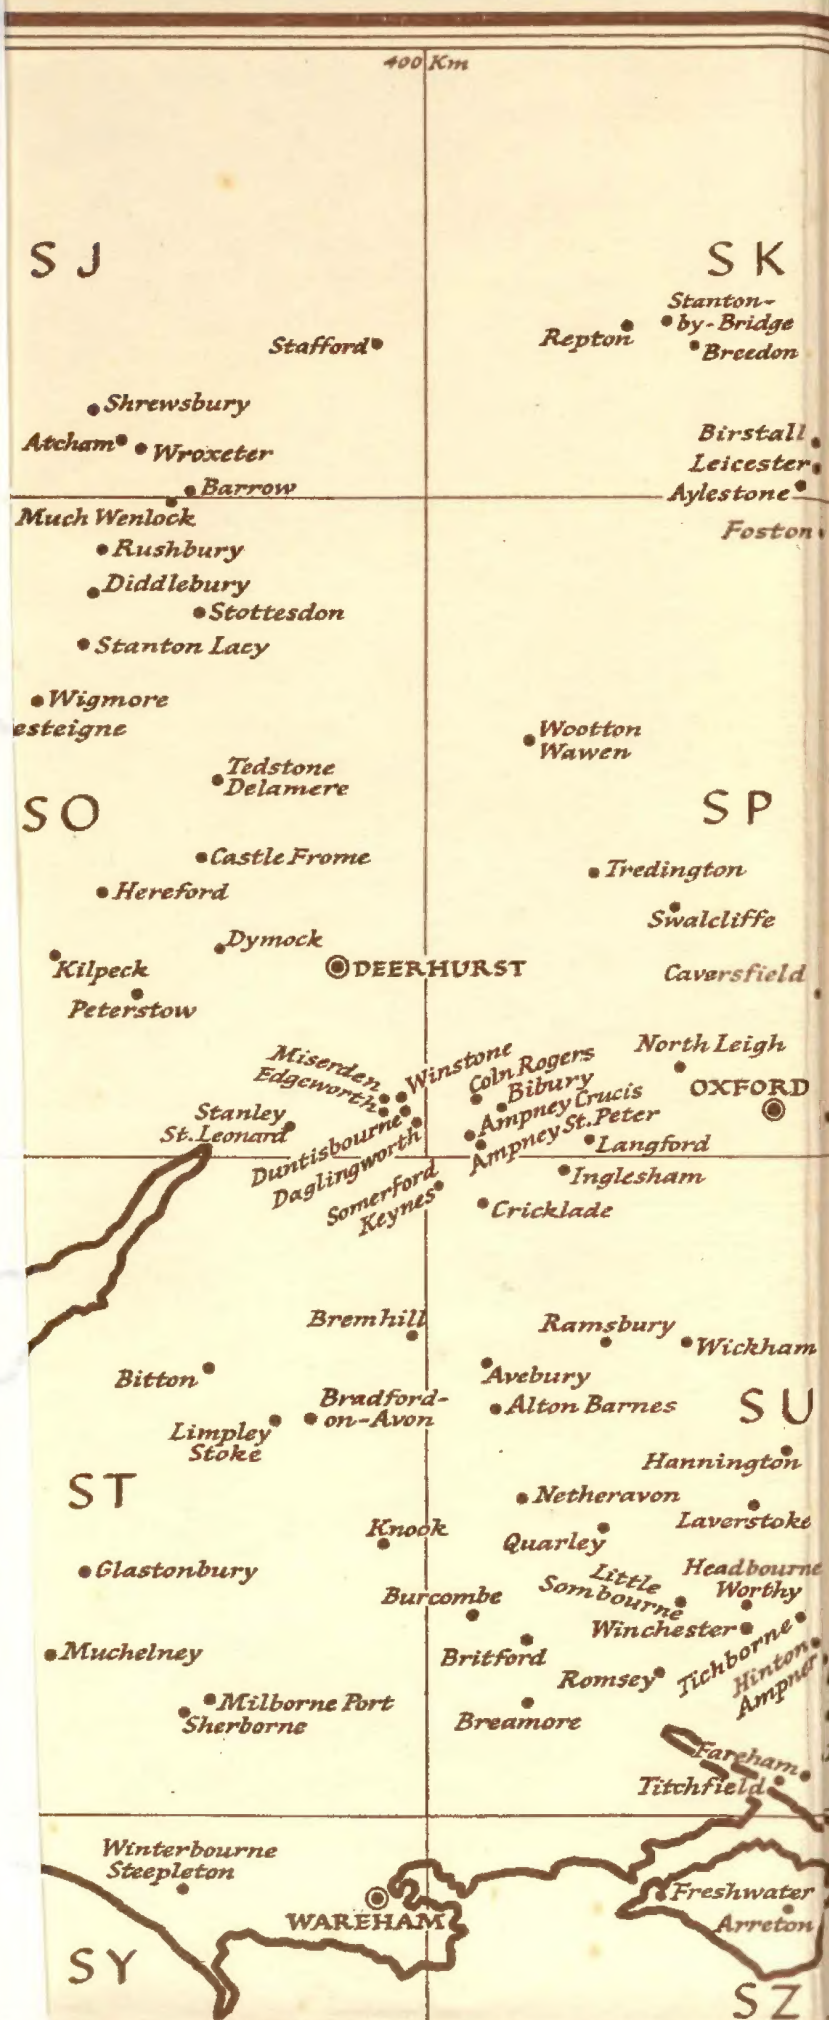 400 Km
SJ
SK
Stanton-
by-Bridge
Repton
Breedon
Stafford
Shrewsbury
Atcham
Wroxeter
Birstall
Leicester
Barrow
Aylestone
Much Wenlock
Foston
Rushbury
Diddlebury
Stottesdon
Stanton Lacy
Wigmore
esteigne
Wootton
Wawen
Tedstone
Delamere
SO
SP
Castle Frome
Tredington
Hereford
Swalcliffe
Dymock
Kilpeck
DEERHURST
Caversfield
Peterstow
North Leigh
OXFORD
Miserden
Edgeworth
Winstone
Coln Rogers
Bibury
Ampney Crucis
Ampney St. Peter
Stanley
St. Leonard
Duntisbourne
Daglingworth
Langford
Inglesham
Somerford
Keynes
Cricklade
Bremhill
Ramsbury
Wickham
Bitton
Avebury
Bradford-
on-Avon
Alton Barnes
SU
Limpley
Stoke
Hannington
ST
Netheravon
Laverstoke
Knook
Quarley
Glastonbury
Headbourne
Worthy
Little
Sombourne
Burcombe
Winchester
Muchelney
Britford
Tichborne
Hinton
Ampner
Romsey
Milborne Port
Sherborne
Breamore
Fareham
Titchfield
Winterbourne
Steepleton
WAREHAM
Freshwater
Arreton
SY
SZ